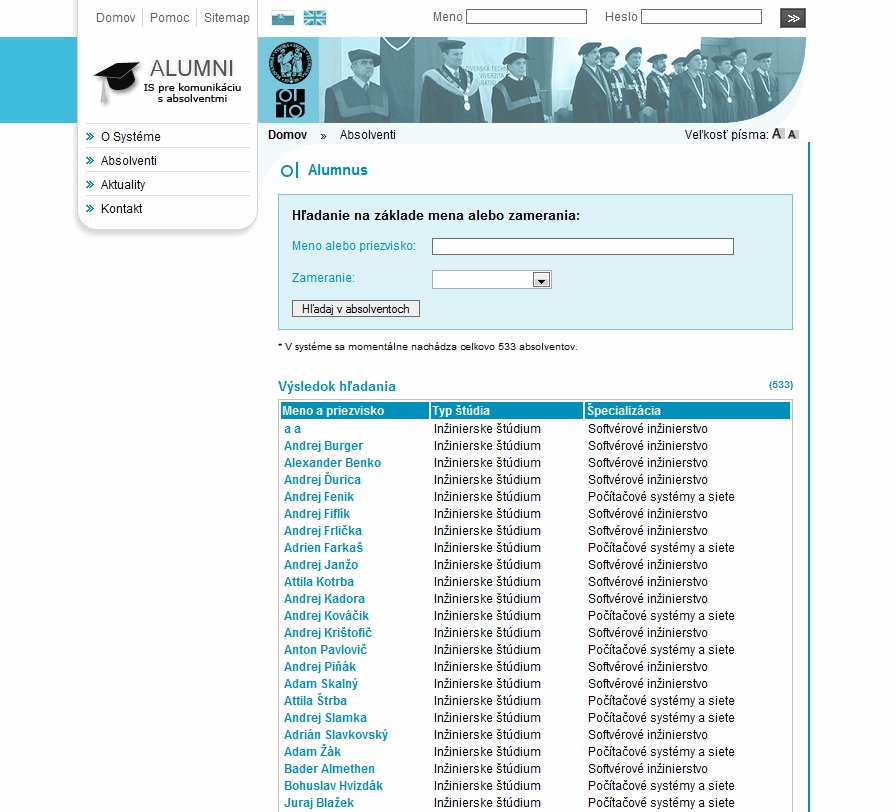 Domov Pomoc Sitemap
Meno Heslo
ALUMNI
IS pre komunikáciu
s absolventmi
O Systéme
Absolventi
Aktuality
Kontakt
Domov » Absolventi
Veľkosť písma: A A
Alumnus
Hľadanie na základe mena alebo zamerania:
Meno alebo priezvisko:
Zameranie:
Hľadaj v absolventoch
* V systéme sa momentálne nachádza celkovo 533 absolventov.
Výsledok hľadania (533)
Meno a priezvisko Typ štúdia Špecializácia
a a Inžinierske štúdium Softvérové inžinierstvo
Andrej Burger Inžinierske štúdium Softvérové inžinierstvo
Alexander Benko Inžinierske štúdium Softvérové inžinierstvo
Andrej Ďurica Inžinierske štúdium Softvérové inžinierstvo
Andrej Fenik Inžinierske štúdium Počítačové systémy a siete
Andrej Fiflík Inžinierske štúdium Softvérové inžinierstvo
Andrej Frlička Inžinierske štúdium Softvérové inžinierstvo
Adrien Farkaš Inžinierske štúdium Počítačové systémy a siete
Andrej Janžo Inžinierske štúdium Softvérové inžinierstvo
Attila Kotrba Inžinierske štúdium Softvérové inžinierstvo
Andrej Kadora Inžinierske štúdium Softvérové inžinierstvo
Andrej Kováčik Inžinierske štúdium Počítačové systémy a siete
Andrej Krištofič Inžinierske štúdium Softvérové inžinierstvo
Anton Pavlovič Inžinierske štúdium Počítačové systémy a siete
Andrej Piňák Inžinierske štúdium Softvérové inžinierstvo
Adam Skalný Inžinierske štúdium Softvérové inžinierstvo
Attila Štrba Inžinierske štúdium Počítačové systémy a siete
Andrej Slamka Inžinierske štúdium Počítačové systémy a siete
Adrián Slavkovský Inžinierske štúdium Softvérové inžinierstvo
Adam Žák Inžinierske štúdium Počítačové systémy a siete
Bader Almethen Inžinierske štúdium Softvérové inžinierstvo
Bohuslav Hvizdák Inžinierske štúdium Počítačové systémy a siete
Juraj Blažek Inžinierske štúdium Počítačové systémy a siete